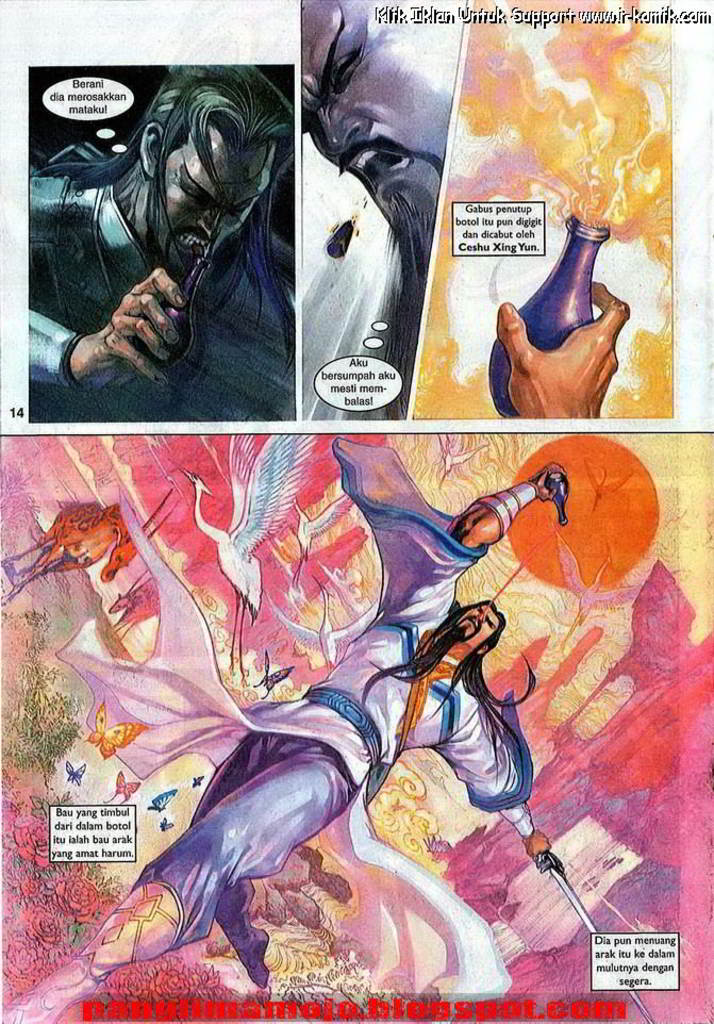 Klik Iklan Untuk Support www.ir-komik.com
Berani
dia merosakkan
mataku!
Gabus penutup
botol itu pun digigit
dan dicabut oleh
Ceshu Xing Yun.
Aku
bersumpah aku
mesti mem-
balas!
14
Bau yang timbul
dari dalam botol
itu ialah bau arak
yang amat harum.
Dia pun menuang
arak itu ke dalam
mulutnya dengan
segera.
panglimamojo.blogspot.com